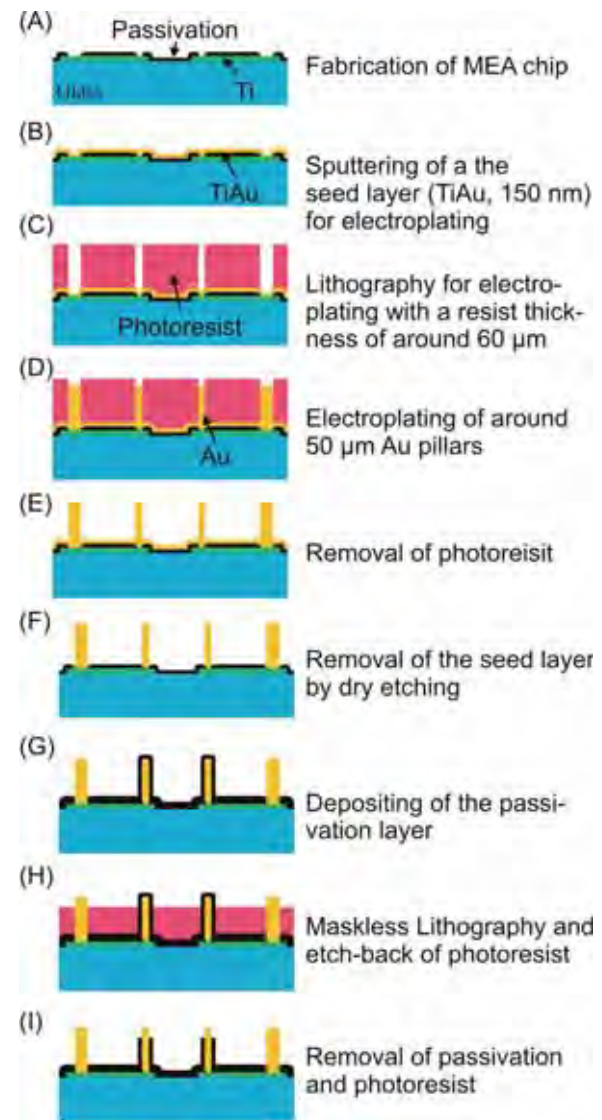 (A)
Passivation
Fabrication of MEA chip
Glass
Ti
(B)
TiAu
Sputtering of a the
seed layer (TiAu, 150 nm)
for electroplating
(C)
Photoresist
Lithography for electro-
plating with a resist thick-
ness of around 60 µm
(D)
Au
Electroplating of around
50 µm Au pillars
(E)
Removal of photoreisit
(F)
Removal of the seed layer
by dry etching
(G)
Depositing of the passi-
vation layer
(H)
Maskless Lithography and
etch-back of photoresist
(I)
Removal of passivation
and photoresist